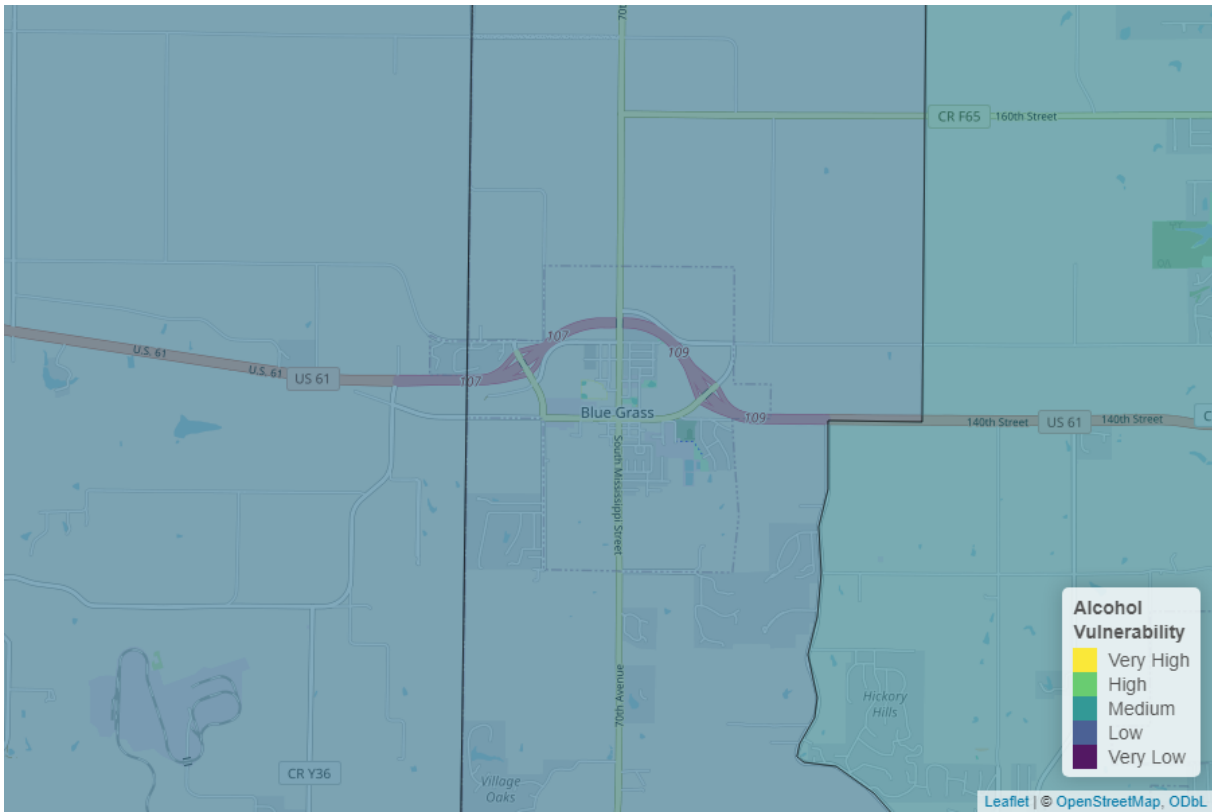 70th
CR F65
160th Street
107
109
U.S. 61
U.S. 61
US 61
107
Blue Grass
109
140th Street
US 61
140th Street
C
South Mississippi Street
70th Avenue
Hickory
Hills
Village
Oaks
CR Y36
Alcohol
Vulnerability
Very High
High
Medium
Low
Very Low
Leaflet | © OpenStreetMap, ODbL